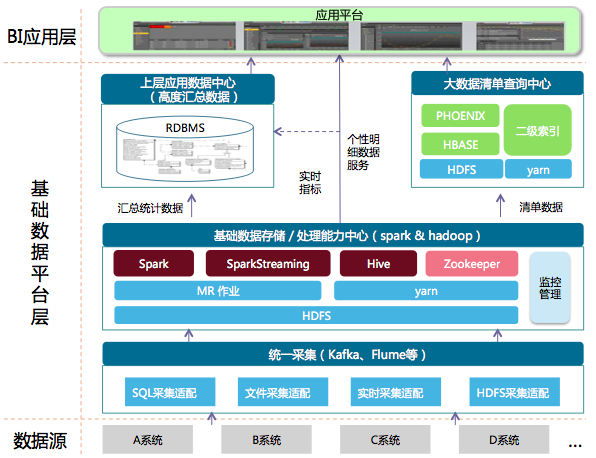 应用平台
BI应用层
上层应用数据中心
（高度汇总数据）
RDBMS
大数据清单查询中心
PHOENIX
HBASE
二级索引
HDFS
yarn
个性明
细数据
服务
实时
指标
汇总统计数据
清单数据
基础数据平台层
基础数据存储 / 处理能力中心（spark & hadoop）
Spark
SparkStreaming
Hive
Zookeeper
MR 作业
yarn
HDFS
监控
管理
统一采集（Kafka、Flume等）
SQL采集适配
文件采集适配
实时采集适配
HDFS采集适配
数据源
A系统
B系统
C系统
D系统
...